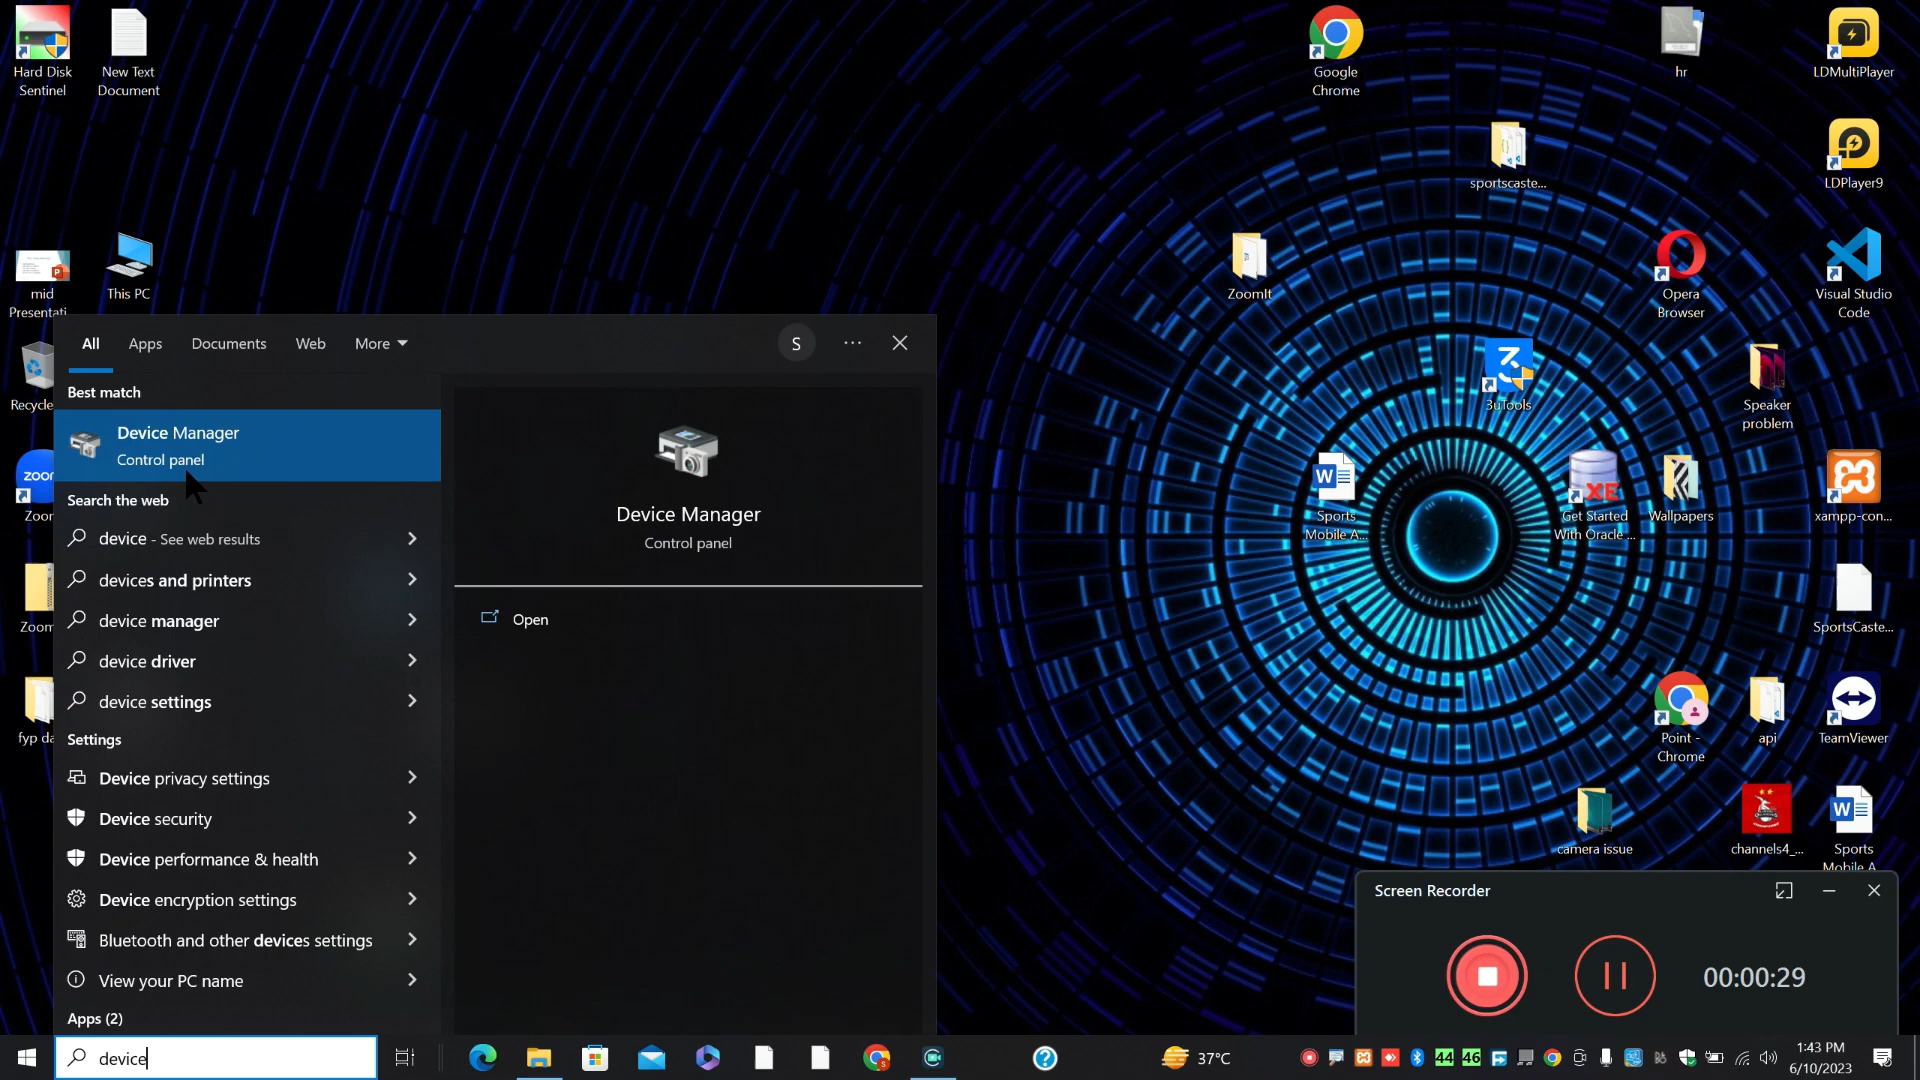 Hard Disk
Sentinel
New Text
Document
mid
Presentati...
This PC
Recycle
zoom
Zoom
Zoom
fyp da
Google
Chrome
hr
LDMultiPlayer
sportscaste...
LDPlayer9
ZoomIt
Opera
Browser
Visual Studio
Code
3uTools
Speaker
problem
Sports
Mobile A...
XE
Get Started
With Oracle ...
Wallpapers
xampp-con...
SportsCaste...
Point -
Chrome
api
TeamViewer
camera issue
channels4_...
Sports
Mobile A
All
Apps
Documents
Web
More
S
Best match
Device Manager
Control panel
Search the web
device - See web results
devices and printers
device manager
device driver
device settings
Settings
Device privacy settings
Device security
Device performance & health
Device encryption settings
Bluetooth and other devices settings
View your PC name
Apps (2)
Device Manager
Control panel
Open
Screen Recorder
00:00:29
device
37°C
44
46
1:43 PM
6/10/2023